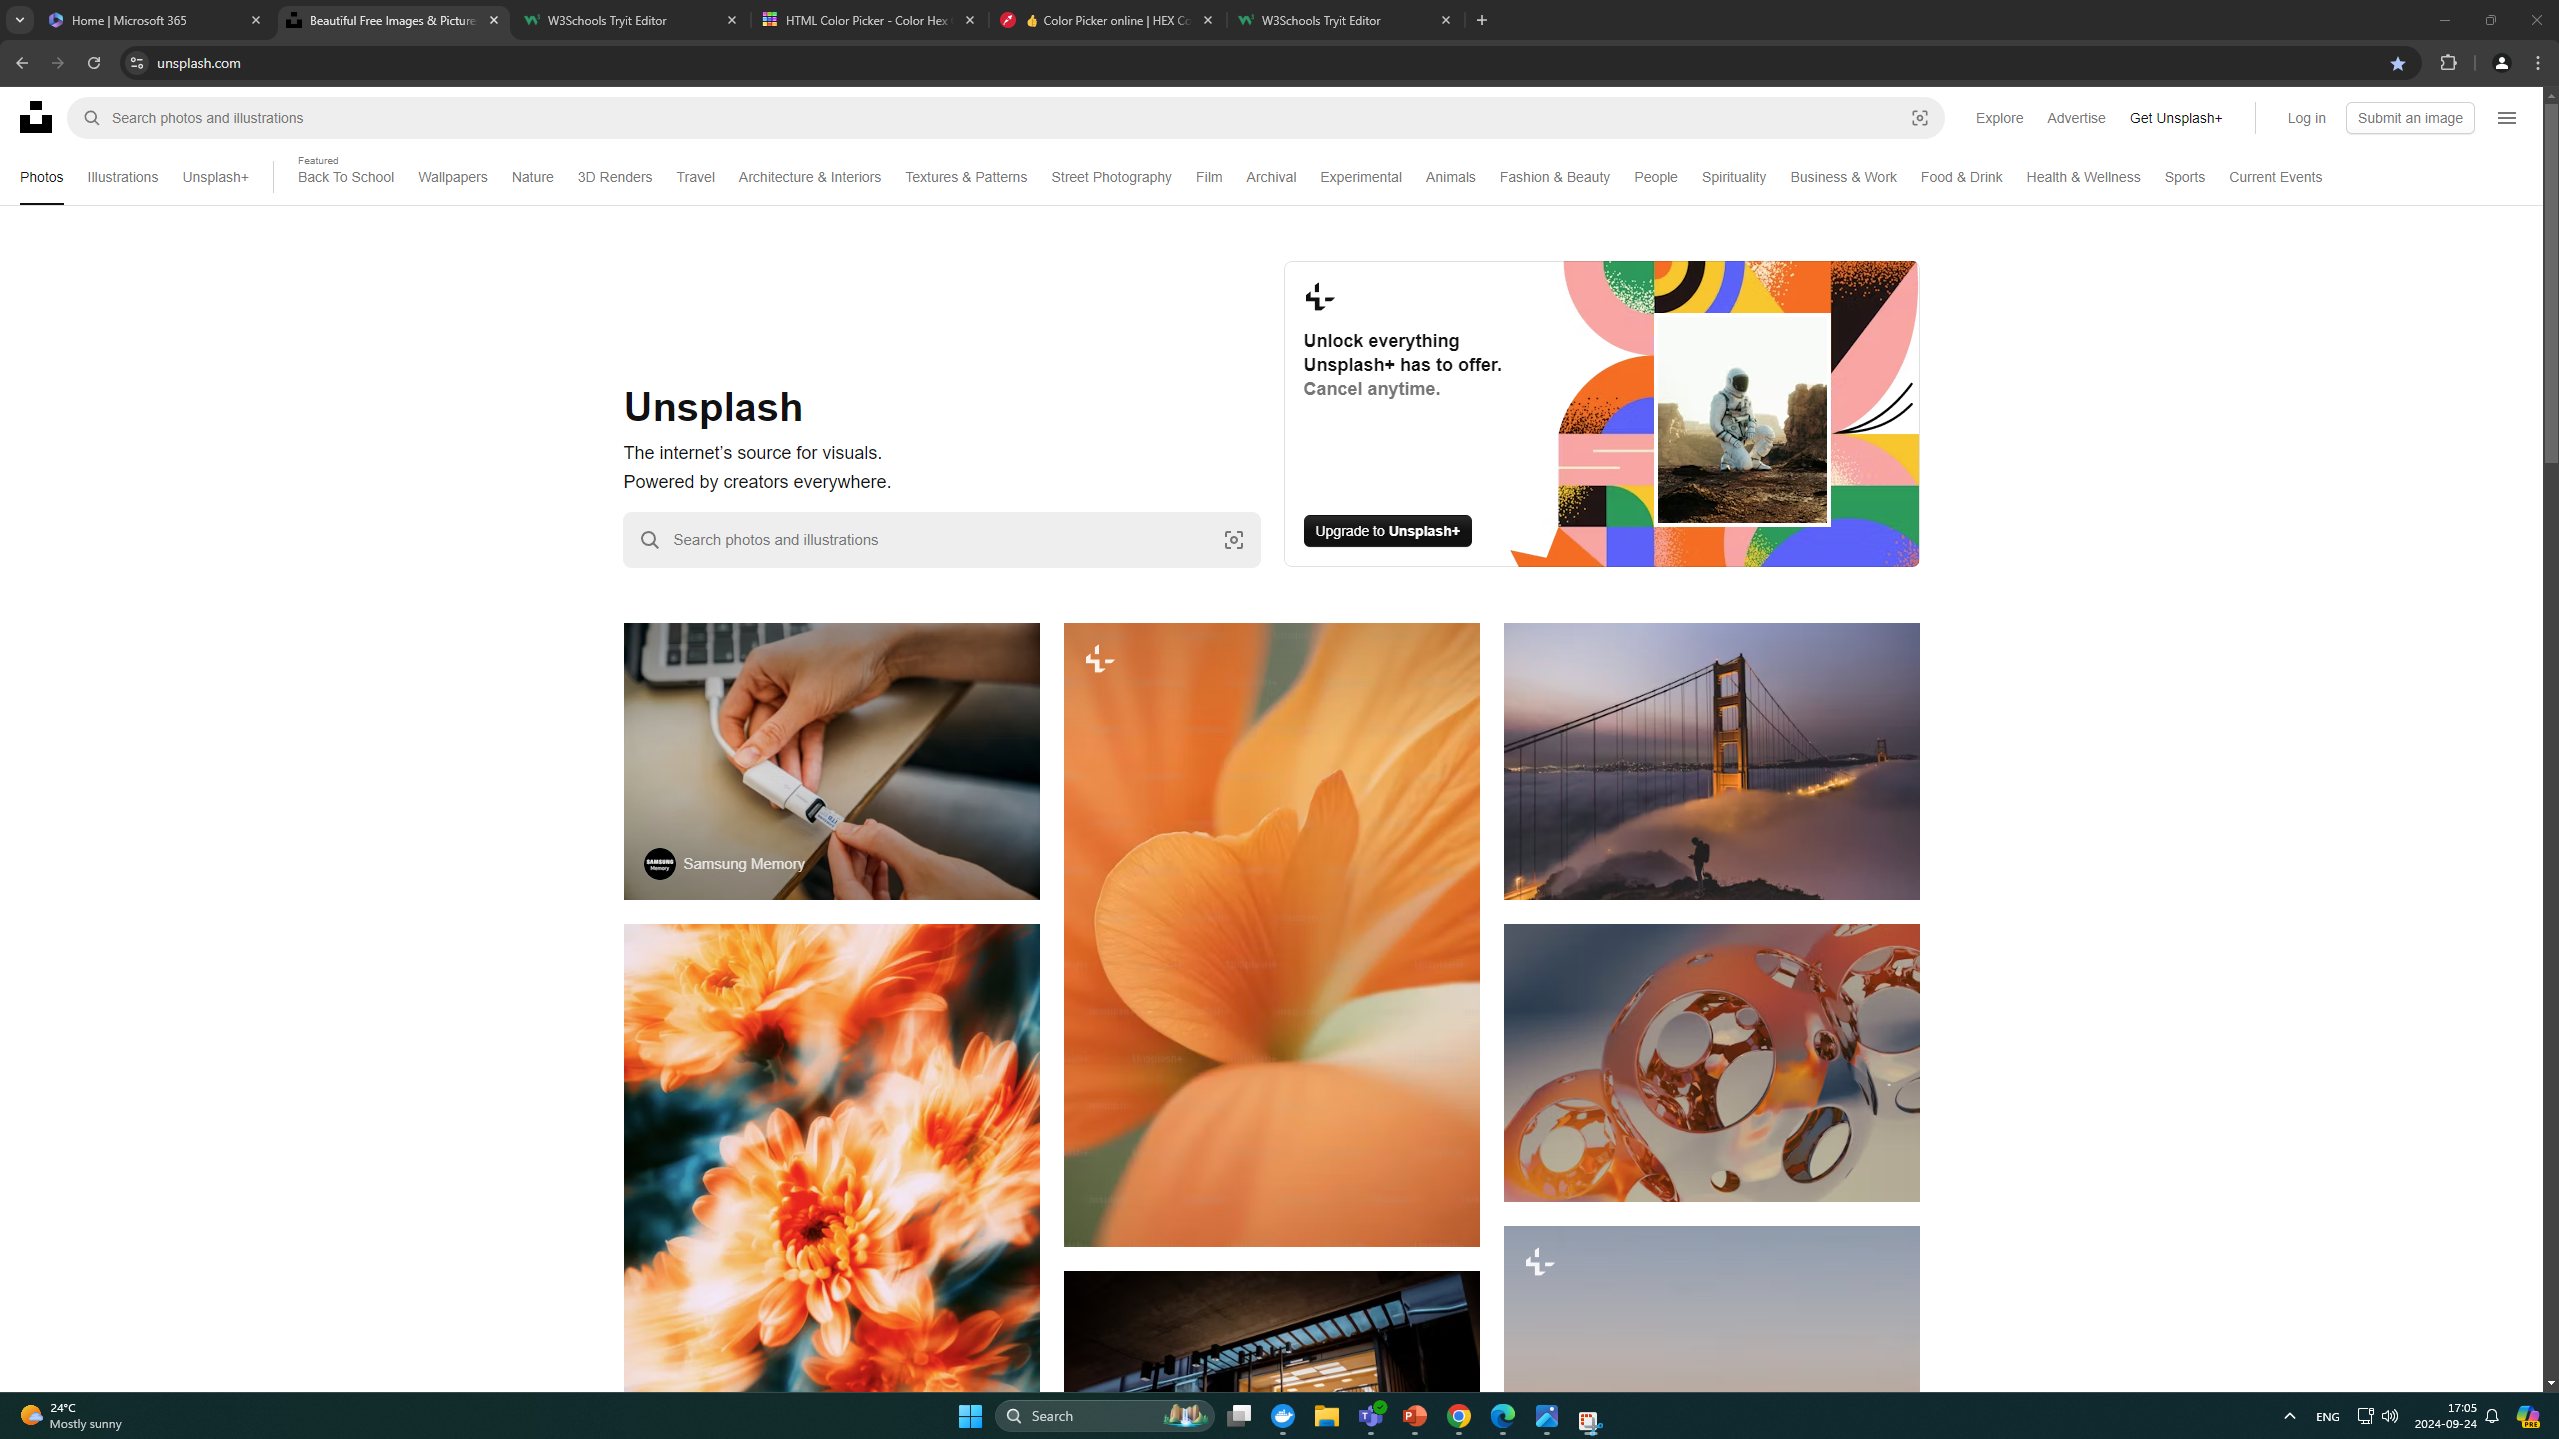 Home | Microsoft 365
Beautiful Free Images & Picture
W3Schools Tryit Editor
HTML Color Picker - Color Hex
👍 Color Picker online | HEX Co
W3Schools Tryit Editor
unsplash.com
Search photos and illustrations
Explore
Advertise
Get Unsplash+
Log in
Submit an image
Featured
Photos Illustrations Unsplash+ Back To School Wallpapers Nature 3D Renders Travel Architecture & Interiors Textures & Patterns Street Photography Film Archival Experimental Animals Fashion & Beauty People Spirituality Business & Work Food & Drink Health & Wellness Sports Current Events
Unsplash
The internet’s source for visuals.
Powered by creators everywhere.
Search photos and illustrations
Unlock everything
Unsplash+ has to offer.
Cancel anytime.
Upgrade to Unsplash+
SAMSUNG
Memory
Samsung Memory
24°C
Mostly sunny
Search
ENG
17:05
2024-09-24
PRE